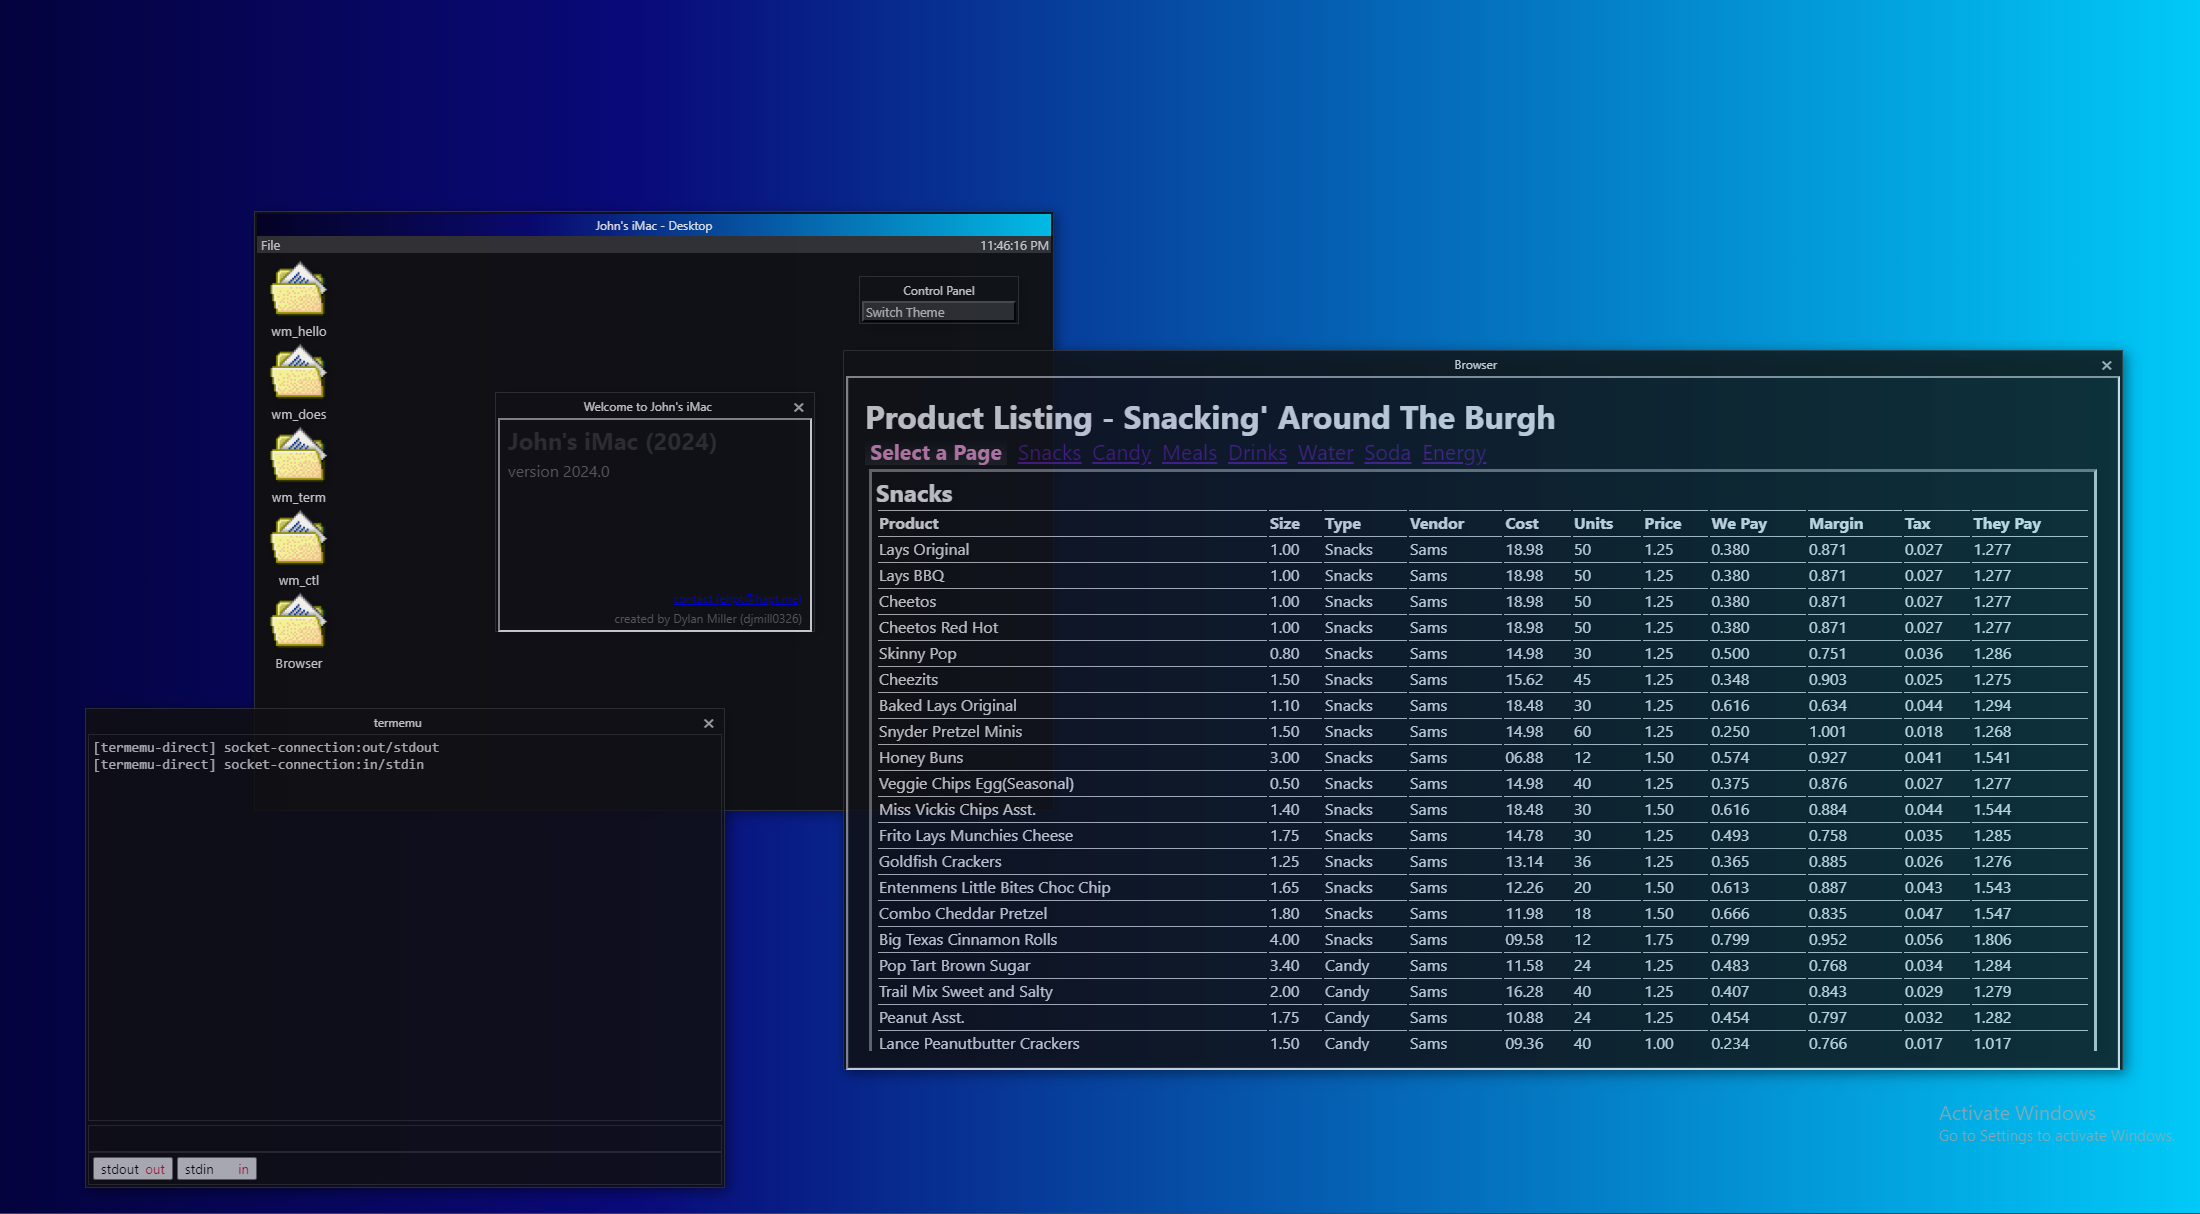 John's iMac - Desktop
File 11:46:16 PM
wm_hello
wm_does
wm_term
wm_ctl
Browser
Control Panel
Switch Theme
Welcome to John's iMac
John's iMac (2024)
version 2024.0
created by Dylan Miller (djmill0326)
termemu
[termemu-direct] socket-connection:out/stdout
[termemu-direct] socket-connection:in/stdin
stdout out stdin in
Browser
Product Listing - Snacking' Around The Burgh
Select a Page Snacks Candy Meals Drinks Water Soda Energy
Snacks
Product Size Type Vendor Cost Units Price We Pay Margin Tax They Pay
Lays Original 1.00 Snacks Sams 18.98 50 1.25 0.380 0.871 0.027 1.277
Lays BBQ 1.00 Snacks Sams 18.98 50 1.25 0.380 0.871 0.027 1.277
Cheetos 1.00 Snacks Sams 18.98 50 1.25 0.380 0.871 0.027 1.277
Cheetos Red Hot 1.00 Snacks Sams 18.98 50 1.25 0.380 0.871 0.027 1.277
Skinny Pop 0.80 Snacks Sams 14.98 30 1.25 0.500 0.751 0.036 1.286
Cheezits 1.50 Snacks Sams 15.62 45 1.25 0.348 0.903 0.025 1.275
Baked Lays Original 1.10 Snacks Sams 18.48 30 1.25 0.616 0.634 0.044 1.294
Snyder Pretzel Minis 1.50 Snacks Sams 14.98 60 1.25 0.250 1.001 0.018 1.268
Honey Buns 3.00 Snacks Sams 06.88 12 1.50 0.574 0.927 0.041 1.541
Veggie Chips Egg(Seasonal) 0.50 Snacks Sams 14.98 40 1.25 0.375 0.876 0.027 1.277
Miss Vickis Chips Asst. 1.40 Snacks Sams 18.48 30 1.50 0.616 0.884 0.044 1.544
Frito Lays Munchies Cheese 1.75 Snacks Sams 14.78 30 1.25 0.493 0.758 0.035 1.285
Goldfish Crackers 1.25 Snacks Sams 13.14 36 1.25 0.365 0.885 0.026 1.276
Entenmens Little Bites Choc Chip 1.65 Snacks Sams 12.26 20 1.50 0.613 0.887 0.043 1.543
Combo Cheddar Pretzel 1.80 Snacks Sams 11.98 18 1.50 0.666 0.835 0.047 1.547
Big Texas Cinnamon Rolls 4.00 Snacks Sams 09.58 12 1.75 0.799 0.952 0.056 1.806
Pop Tart Brown Sugar 3.40 Candy Sams 11.58 24 1.25 0.483 0.768 0.034 1.284
Trail Mix Sweet and Salty 2.00 Candy Sams 16.28 40 1.25 0.407 0.843 0.029 1.279
Peanut Asst. 1.75 Candy Sams 10.88 24 1.25 0.454 0.797 0.032 1.282
Lance Peanutbutter Crackers 1.50 Candy Sams 09.36 40 1.00 0.234 0.766 0.017 1.017
Activate Windows
Go to Settings to activate Windows.